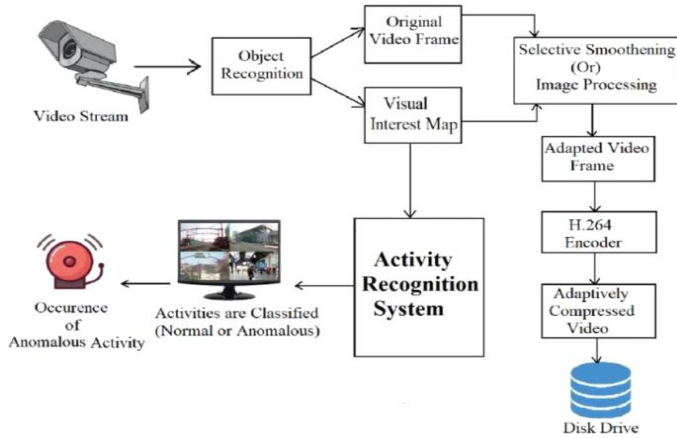 Video Stream
Object
Recognition
Original
Video Frame
Visual
Interest Map
Selective Smoothening
(Or)
Image Processing
Adapted Video
Frame
H.264
Encoder
Adaptively
Compressed
Video
Disk Drive
Activity
Recognition
System
Activities are Classified
(Normal or Anomalous)
Occurence
of
Anomalous Activity